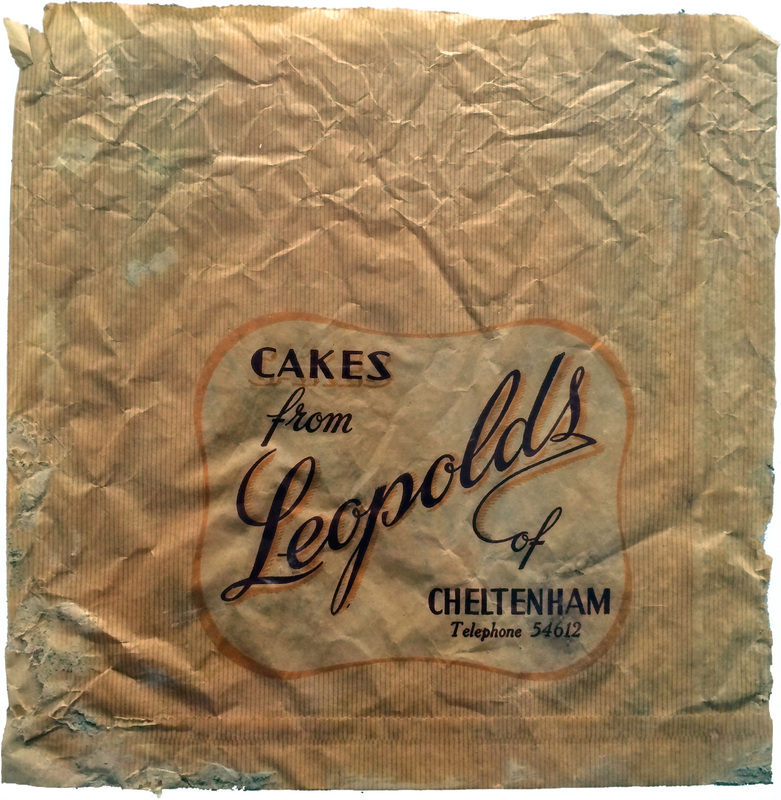 CAKES
from
Leopolds
of
CHELTENHAM
Telephone 54612